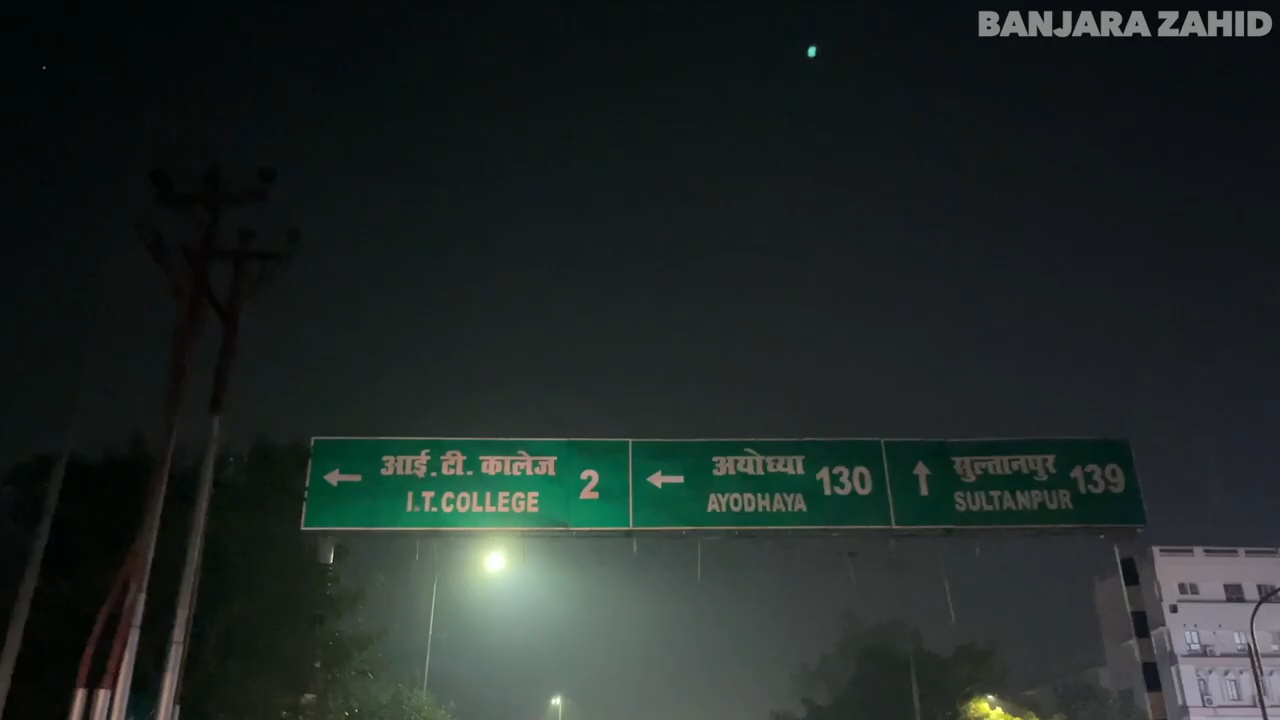 BANJARA ZAHID
आई.टी. कालेज
I.T.COLLEGE
2
अयोध्या
AYODHAYA
130
सुल्तानपुर
SULTANPUR
139